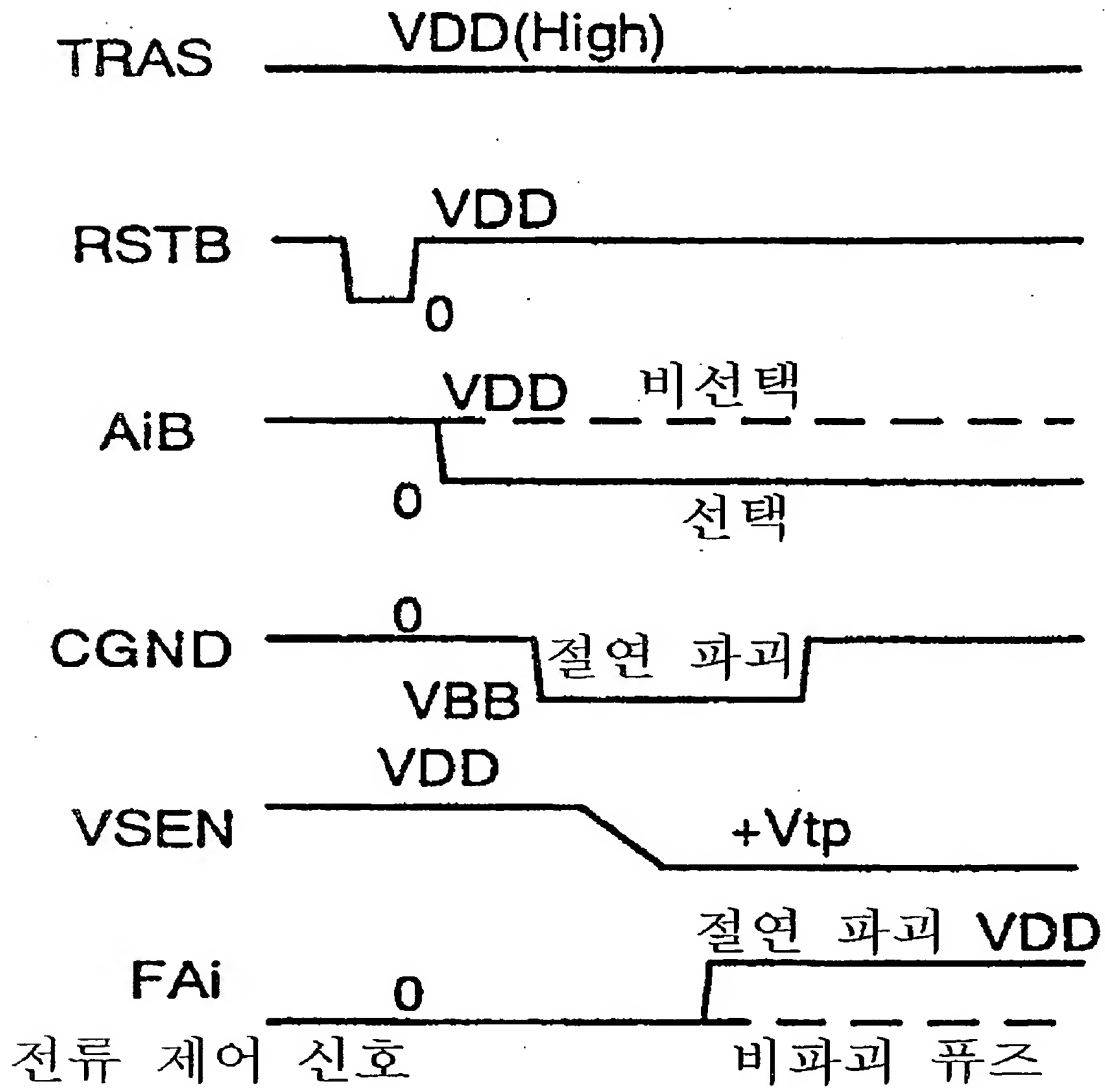 TRAS VDD(High)
RSTB VDD
0
AiB VDD 비선택
0 선택
CGND 0
VBB 절연 파괴
VSEN VDD
+Vtp
FAi 0 절연 파괴 VDD
전류 제어 신호 비파괴 퓨즈